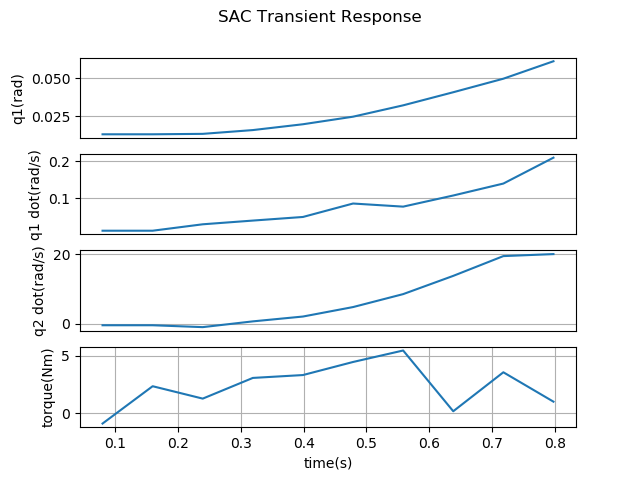 SAC Transient Response
q1(rad)
0.050
0.025
q1 dot(rad/s)
0.2
0.1
q2 dot(rad/s)
20
0
torque(Nm)
5
0
0.1 0.2 0.3 0.4 0.5 0.6 0.7 0.8
time(s)